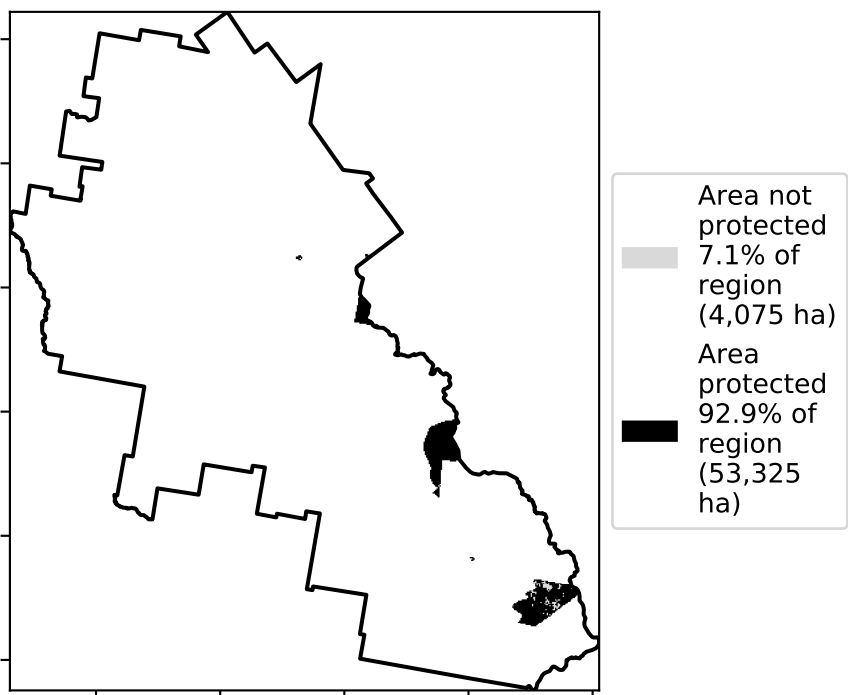 Area not
protected
7.1% of
region
(4,075 ha)
Area
protected
92.9% of
region
(53,325
ha)